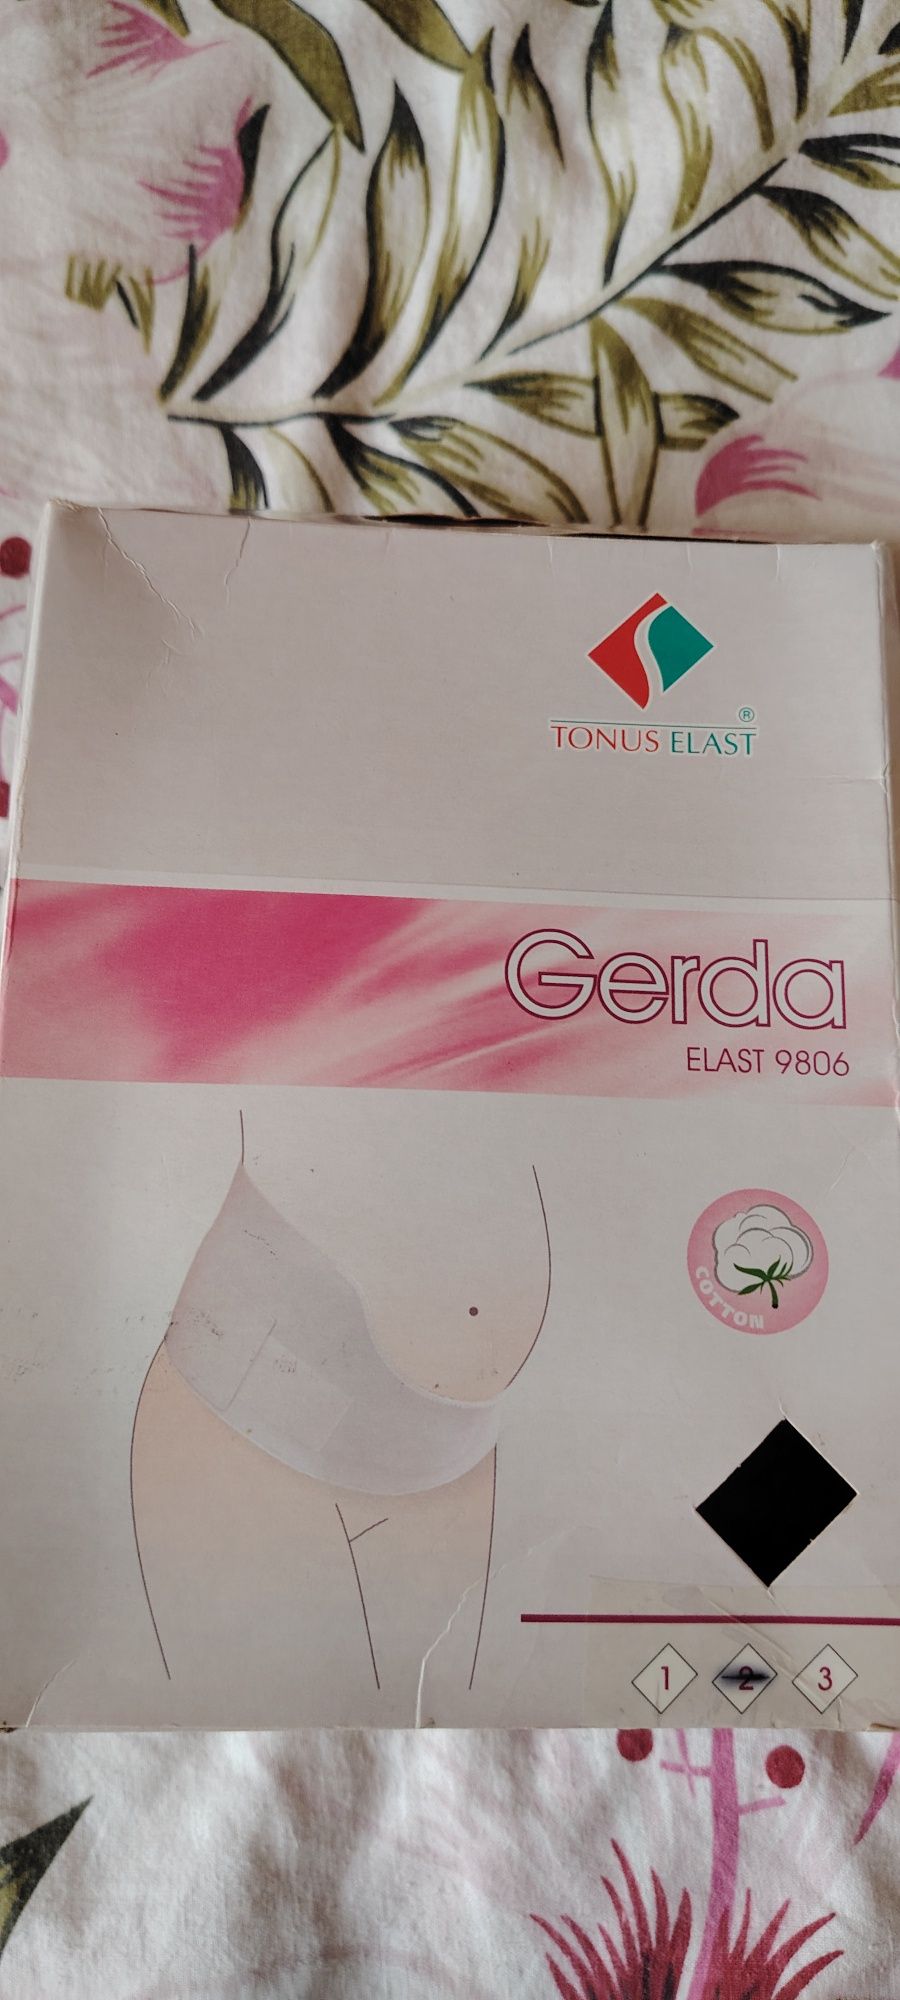 ®
TONUS ELAST
Gerda
ELAST 9806
COTTON
1 2 3